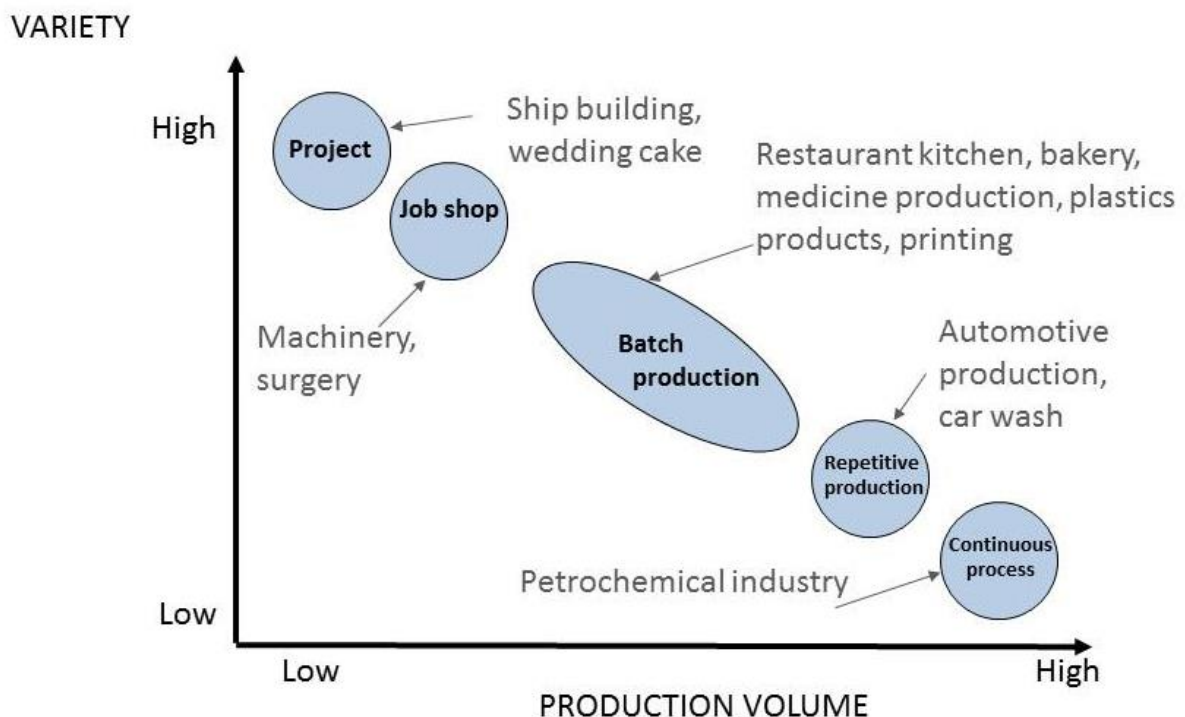 VARIETY
High
Project
Ship building,
wedding cake
Job shop
Restaurant kitchen, bakery,
medicine production, plastics
products, printing
Machinery,
surgery
Batch
production
Automotive
production,
car wash
Repetitive
production
Continuous
process
Petrochemical industry
Low
Low
High
PRODUCTION VOLUME